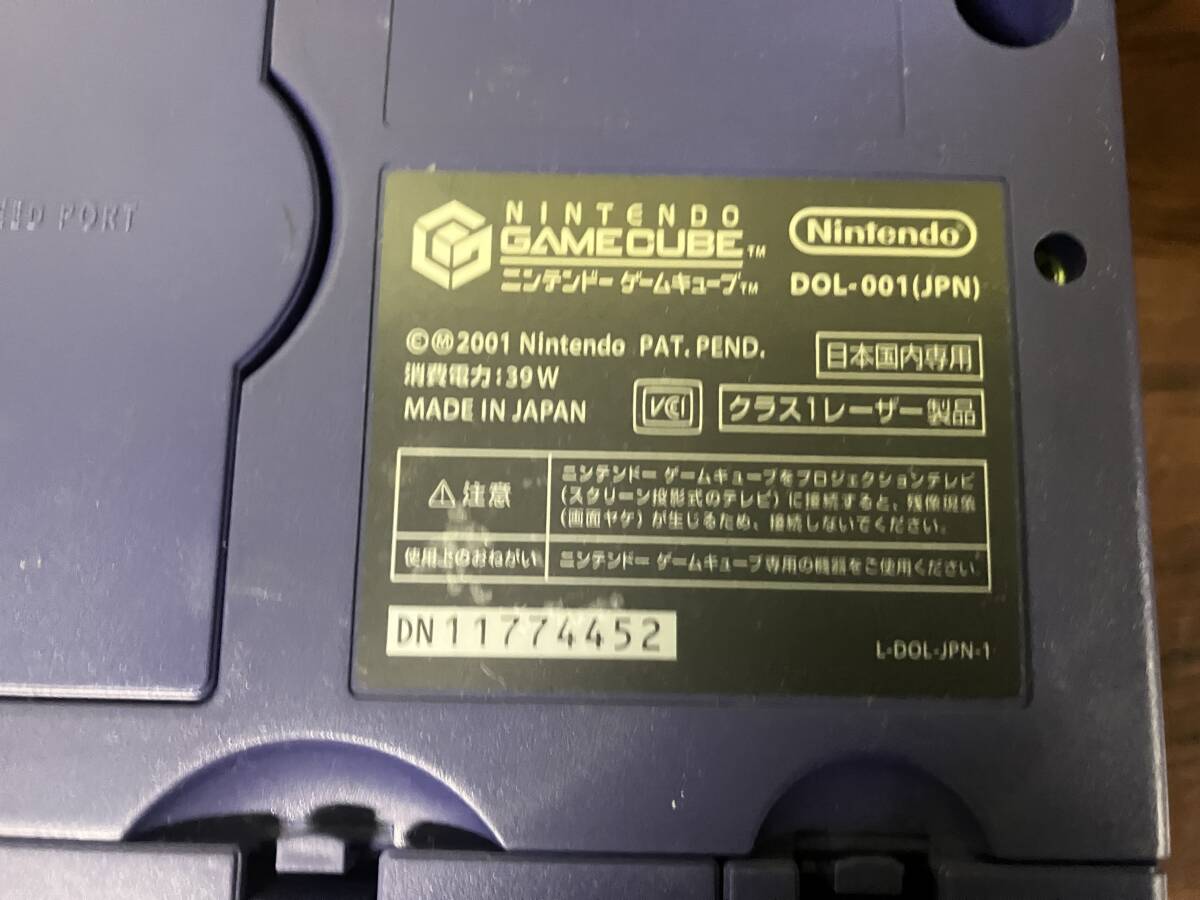 PORT
NINTENDO
GAMECUBE™
ニンテンドー ゲームキューブ™
Nintendo
DOL-001(JPN)
©Ⓜ2001 Nintendo PAT. PEND.
消費電力:39W
MADE IN JAPAN
日本国内専用
VCI
クラス1レーザー製品
⚠注意
ニンテンドー ゲームキューブをプロジェクションテレビ
(スクリーン投影式のテレビ)に接続すると、残像現象
(画面ヤケ)が生じるため、接続しないでください。
使用上のおねがい
ニンテンドー ゲームキューブ専用の機器をご使用ください。
DN11774452
L-DOL-JPN-1